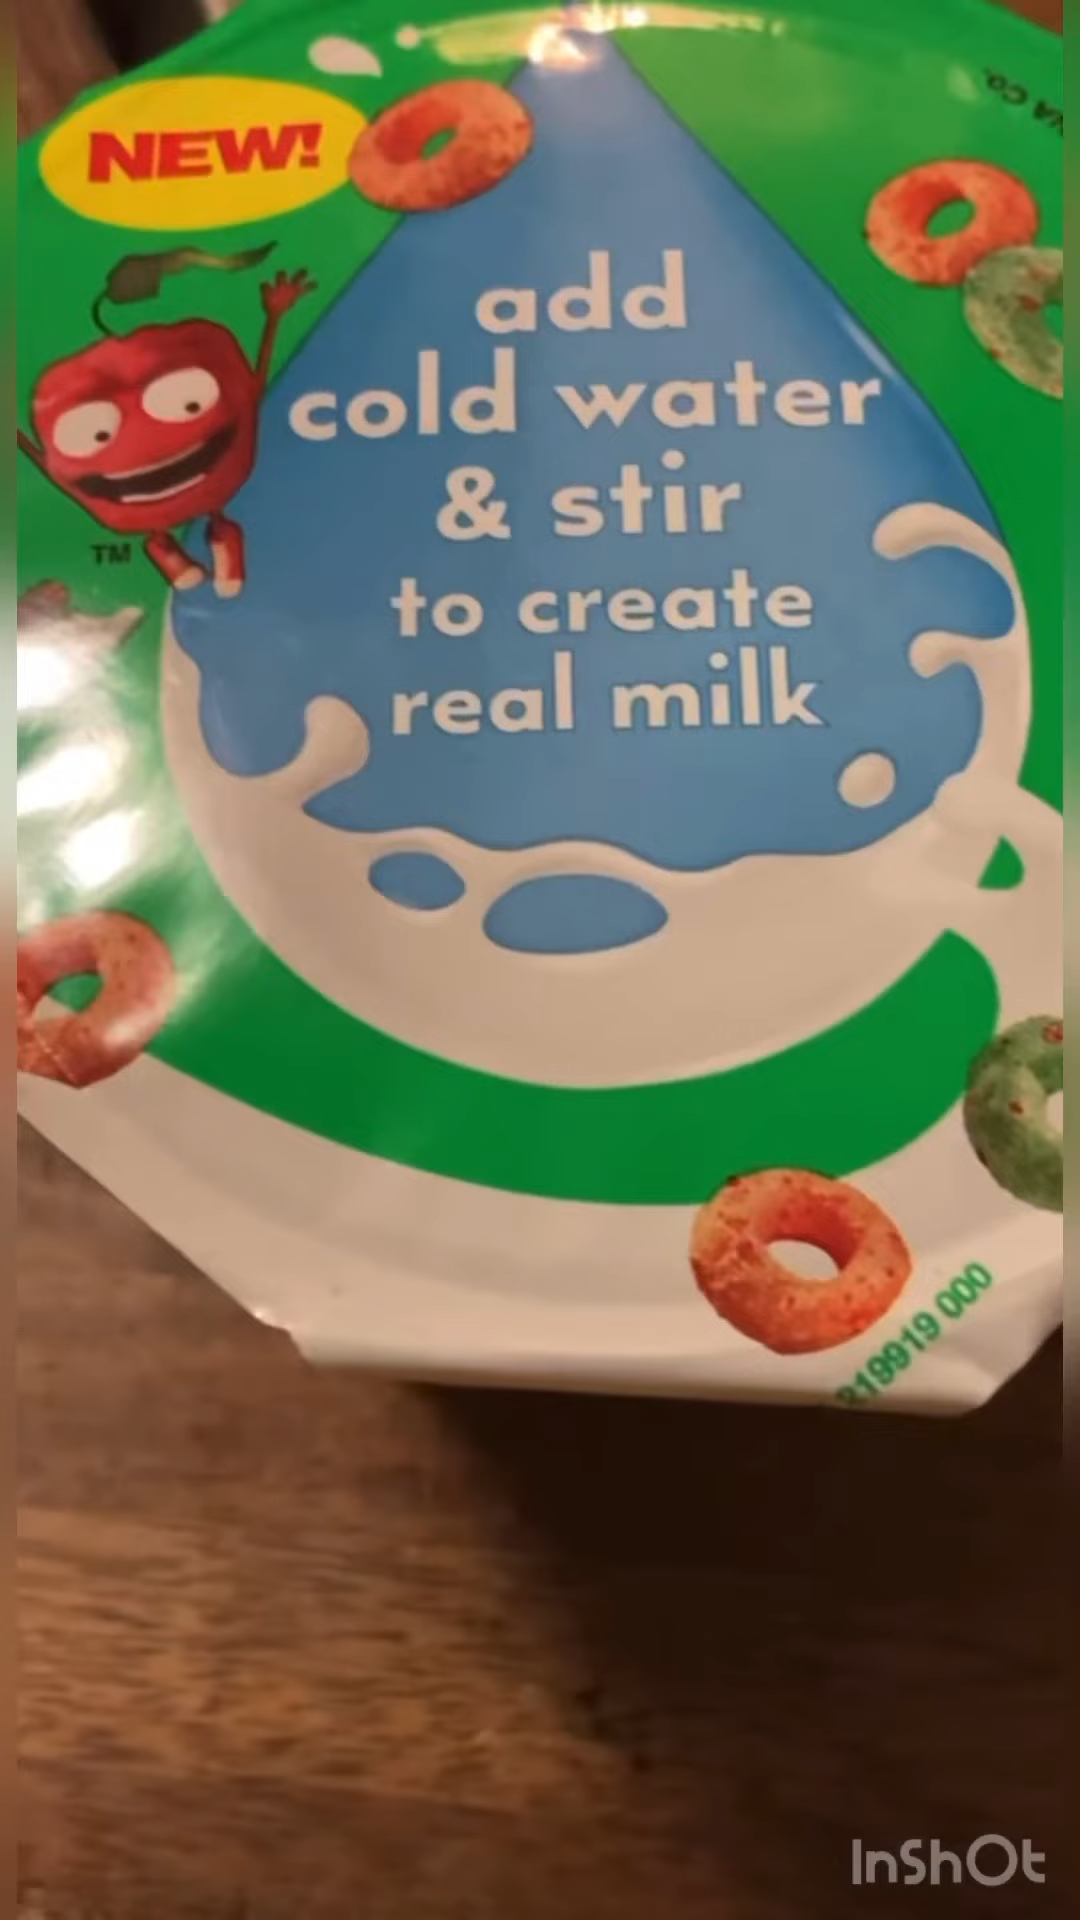 NEW!
add
cold water
& stir
to create
real milk
TM
19919 000
InShOt